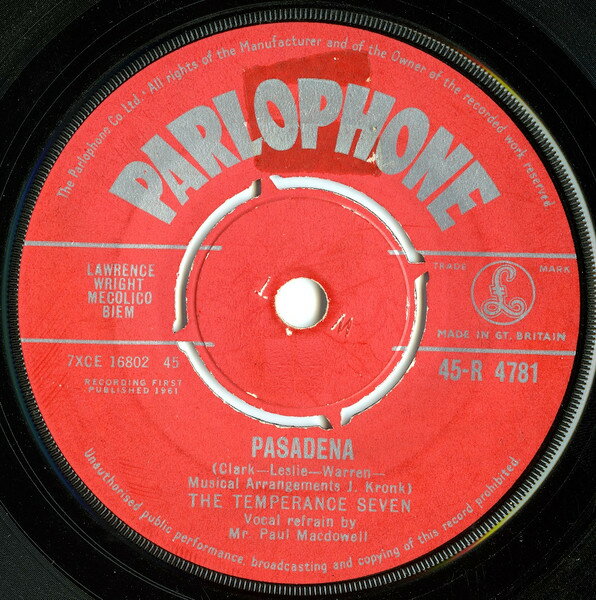 The Parlophone Co Ltd · All rights of the Manufacturer and of the Owner of the recorded work reserved
PARLOPHONE
LAWRENCE
WRIGHT
MECOLICO
BIEM
TRADE MARK
£
MADE IN GT. BRITAIN
L M
7XCE 16802 45
45-R 4781
RECORDING FIRST
PUBLISHED 1961
PASADENA
(Clark—Leslie—Warren—
Musical Arrangements J. Kronk)
THE TEMPERANCE SEVEN
Vocal refrain by
Mr. Paul Macdowell
Unauthorised public performance, broadcasting and copying of this record prohibited